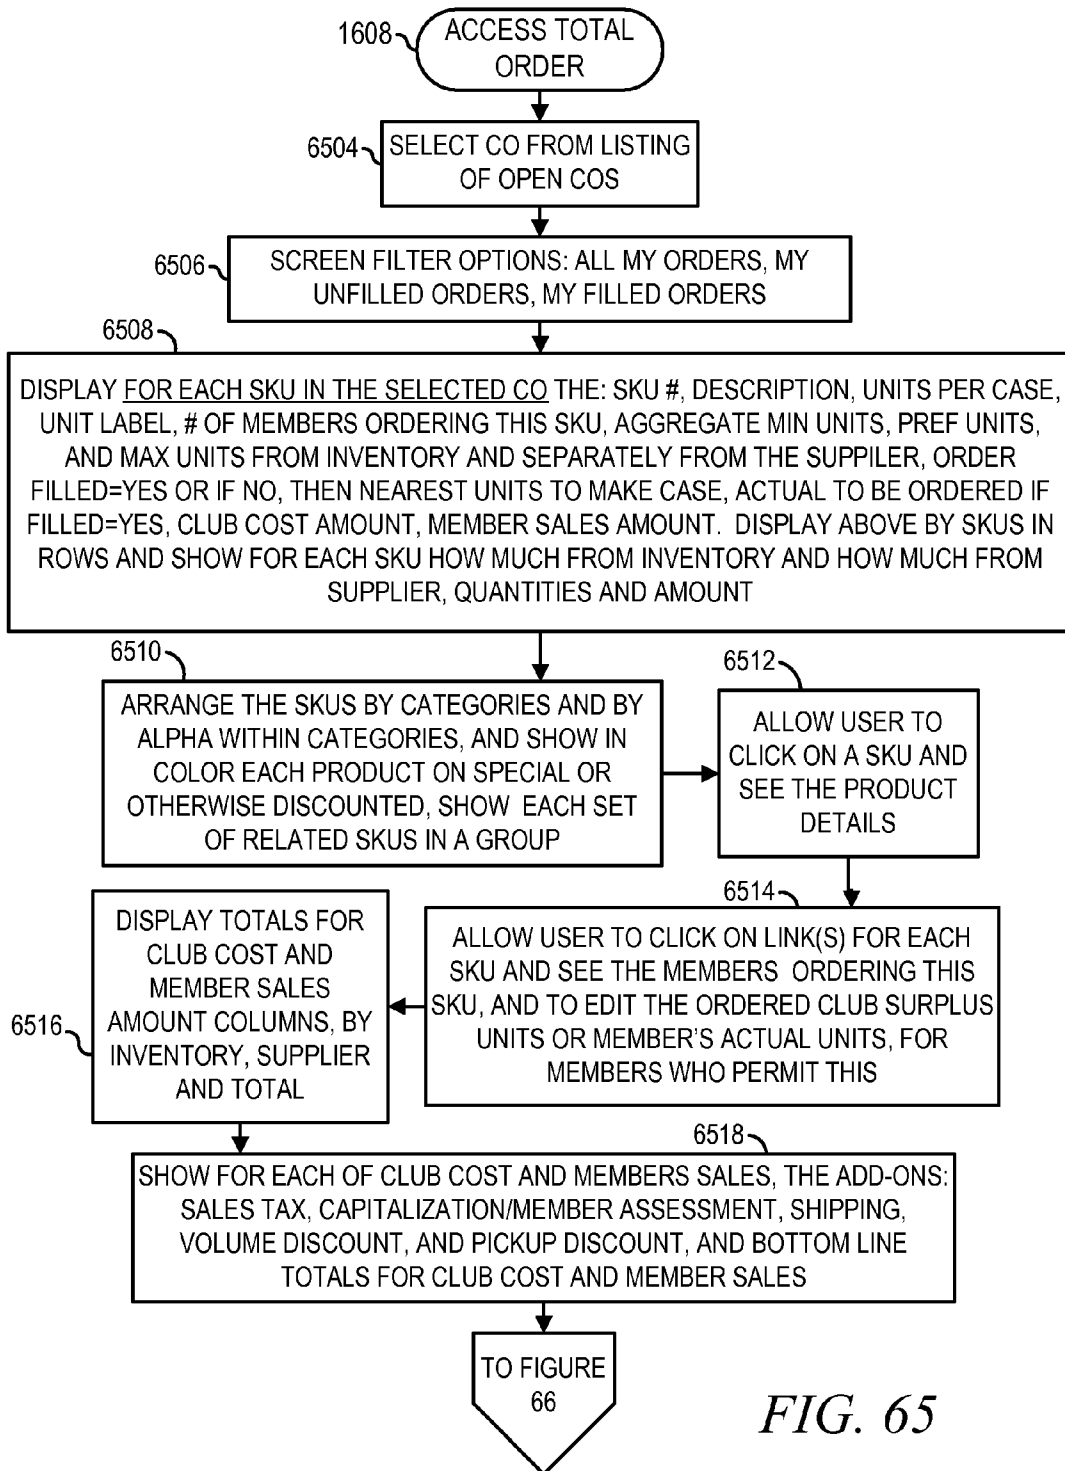 1608
ACCESS TOTAL
ORDER
6504
SELECT CO FROM LISTING
OF OPEN COS
6506
SCREEN FILTER OPTIONS: ALL MY ORDERS, MY
UNFILLED ORDERS, MY FILLED ORDERS
6508
DISPLAY FOR EACH SKU IN THE SELECTED CO THE: SKU #, DESCRIPTION, UNITS PER CASE,
UNIT LABEL, # OF MEMBERS ORDERING THIS SKU, AGGREGATE MIN UNITS, PREF UNITS,
AND MAX UNITS FROM INVENTORY AND SEPARATELY FROM THE SUPPILER, ORDER
FILLED=YES OR IF NO, THEN NEAREST UNITS TO MAKE CASE, ACTUAL TO BE ORDERED IF
FILLED=YES, CLUB COST AMOUNT, MEMBER SALES AMOUNT. DISPLAY ABOVE BY SKUS IN
ROWS AND SHOW FOR EACH SKU HOW MUCH FROM INVENTORY AND HOW MUCH FROM
SUPPLIER, QUANTITIES AND AMOUNT
6510
ARRANGE THE SKUS BY CATEGORIES AND BY
ALPHA WITHIN CATEGORIES, AND SHOW IN
COLOR EACH PRODUCT ON SPECIAL OR
OTHERWISE DISCOUNTED, SHOW EACH SET
OF RELATED SKUS IN A GROUP
6512
ALLOW USER TO
CLICK ON A SKU AND
SEE THE PRODUCT
DETAILS
6514
ALLOW USER TO CLICK ON LINK(S) FOR EACH
SKU AND SEE THE MEMBERS ORDERING THIS
SKU, AND TO EDIT THE ORDERED CLUB SURPLUS
UNITS OR MEMBER'S ACTUAL UNITS, FOR
MEMBERS WHO PERMIT THIS
6516
DISPLAY TOTALS FOR
CLUB COST AND
MEMBER SALES
AMOUNT COLUMNS, BY
INVENTORY, SUPPLIER
AND TOTAL
6518
SHOW FOR EACH OF CLUB COST AND MEMBERS SALES, THE ADD-ONS:
SALES TAX, CAPITALIZATION/MEMBER ASSESSMENT, SHIPPING,
VOLUME DISCOUNT, AND PICKUP DISCOUNT, AND BOTTOM LINE
TOTALS FOR CLUB COST AND MEMBER SALES
TO FIGURE
66
FIG. 65